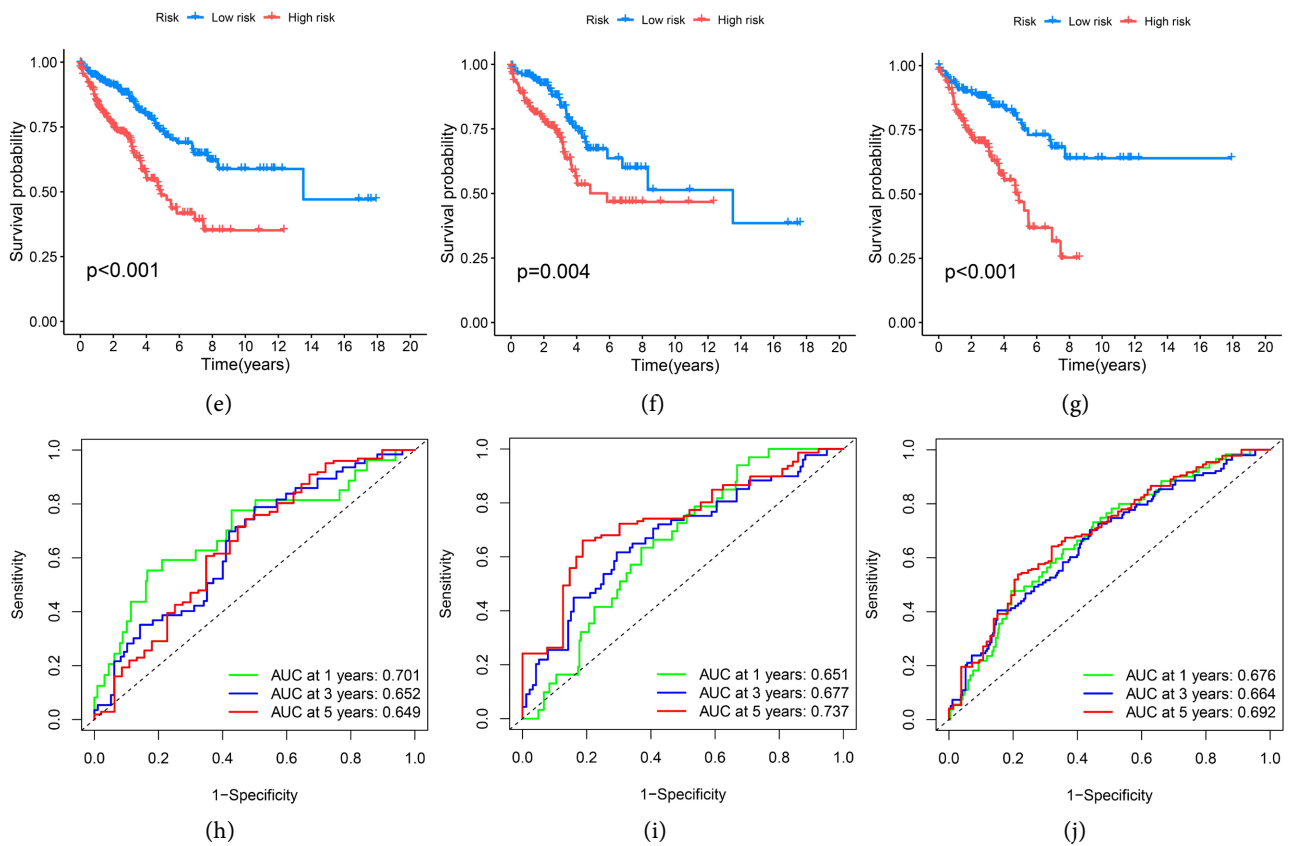 Risk Low risk High risk
Survival probability
1.00
0.75
0.50
0.25
0.00
p<0.001
0 2 4 6 8 10 12 14 16 18 20
Time(years)
(e)
Risk Low risk High risk
Survival probability
1.00
0.75
0.50
0.25
0.00
p=0.004
0 2 4 6 8 10 12 14 16 18 20
Time(years)
(f)
Risk Low risk High risk
Survival probability
1.00
0.75
0.50
0.25
0.00
p<0.001
0 2 4 6 8 10 12 14 16 18 20
Time(years)
(g)
Sensitivity
1.0
0.8
0.6
0.4
0.2
0.0
AUC at 1 years: 0.701
AUC at 3 years: 0.652
AUC at 5 years: 0.649
0.0 0.2 0.4 0.6 0.8 1.0
1−Specificity
(h)
Sensitivity
1.0
0.8
0.6
0.4
0.2
0.0
AUC at 1 years: 0.651
AUC at 3 years: 0.677
AUC at 5 years: 0.737
0.0 0.2 0.4 0.6 0.8 1.0
1−Specificity
(i)
Sensitivity
1.0
0.8
0.6
0.4
0.2
0.0
AUC at 1 years: 0.676
AUC at 3 years: 0.664
AUC at 5 years: 0.692
0.0 0.2 0.4 0.6 0.8 1.0
1−Specificity
(j)